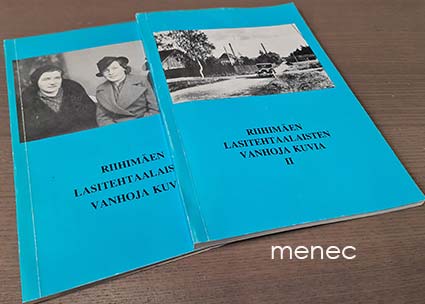 RIIHIMÄEN
LASITEHTAALAIS
VANHOJA KUV
RIIHIMÄEN
LASITEHTAALAISTEN
VANHOJA KUVIA
II
menec